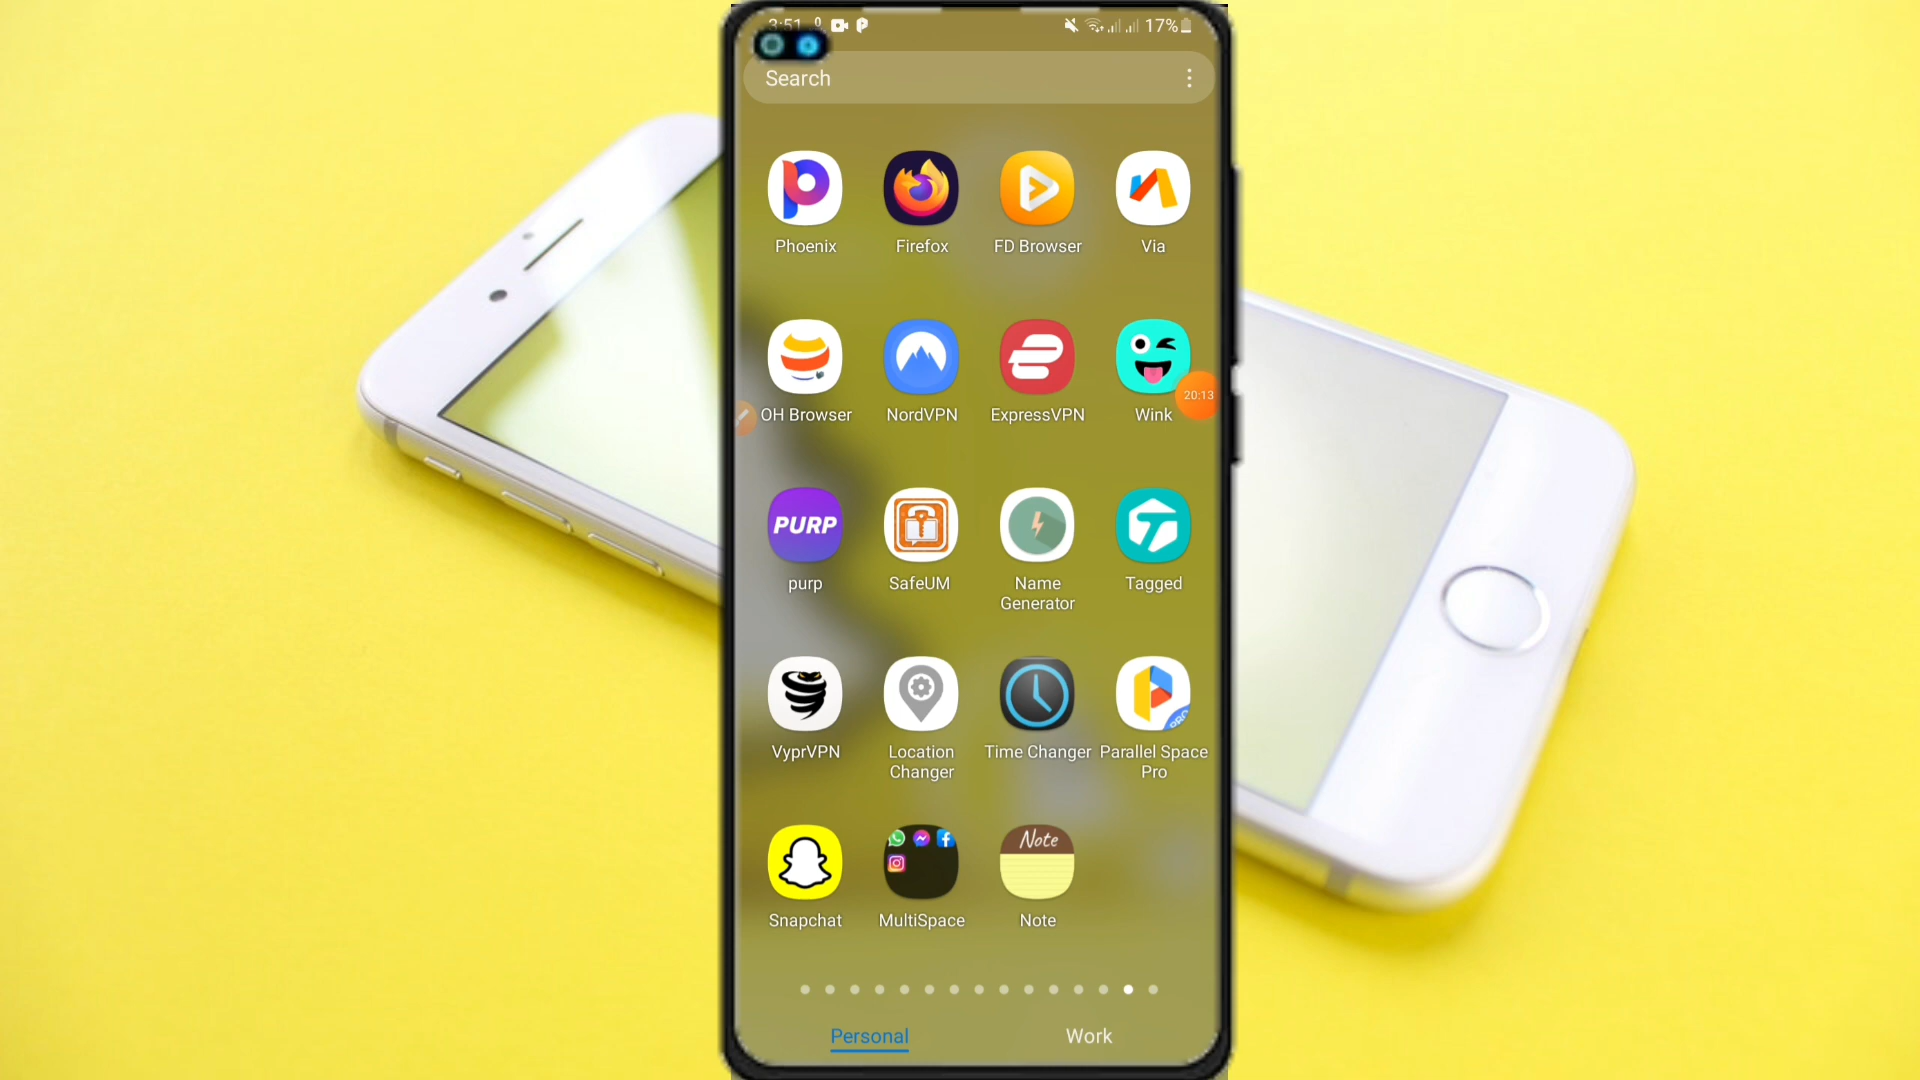 3:51 17%
Search
Phoenix Firefox FD Browser Via
OH Browser NordVPN ExpressVPN Wink
20:13
PURP
purp SafeUM Name Generator Tagged
PRO
VyprVPN Location Changer Time Changer Parallel Space Pro
Note
Snapchat MultiSpace Note
Personal Work